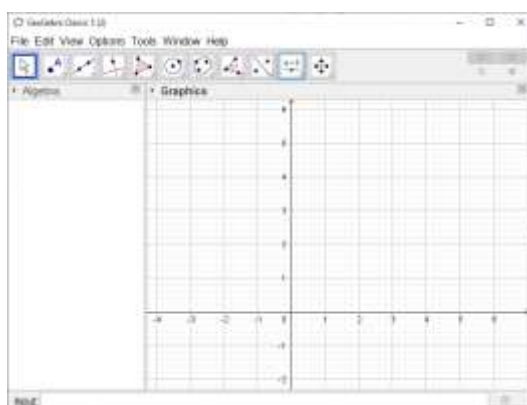 GeoGebra Classic 5 (2)
File Edit View Options Tools Window Help
A
Algebra
Graphics
6
5
4
3
2
1
-4 -3 -2 -1 0 1 2 3 4 5 6
-1
-2
Input: